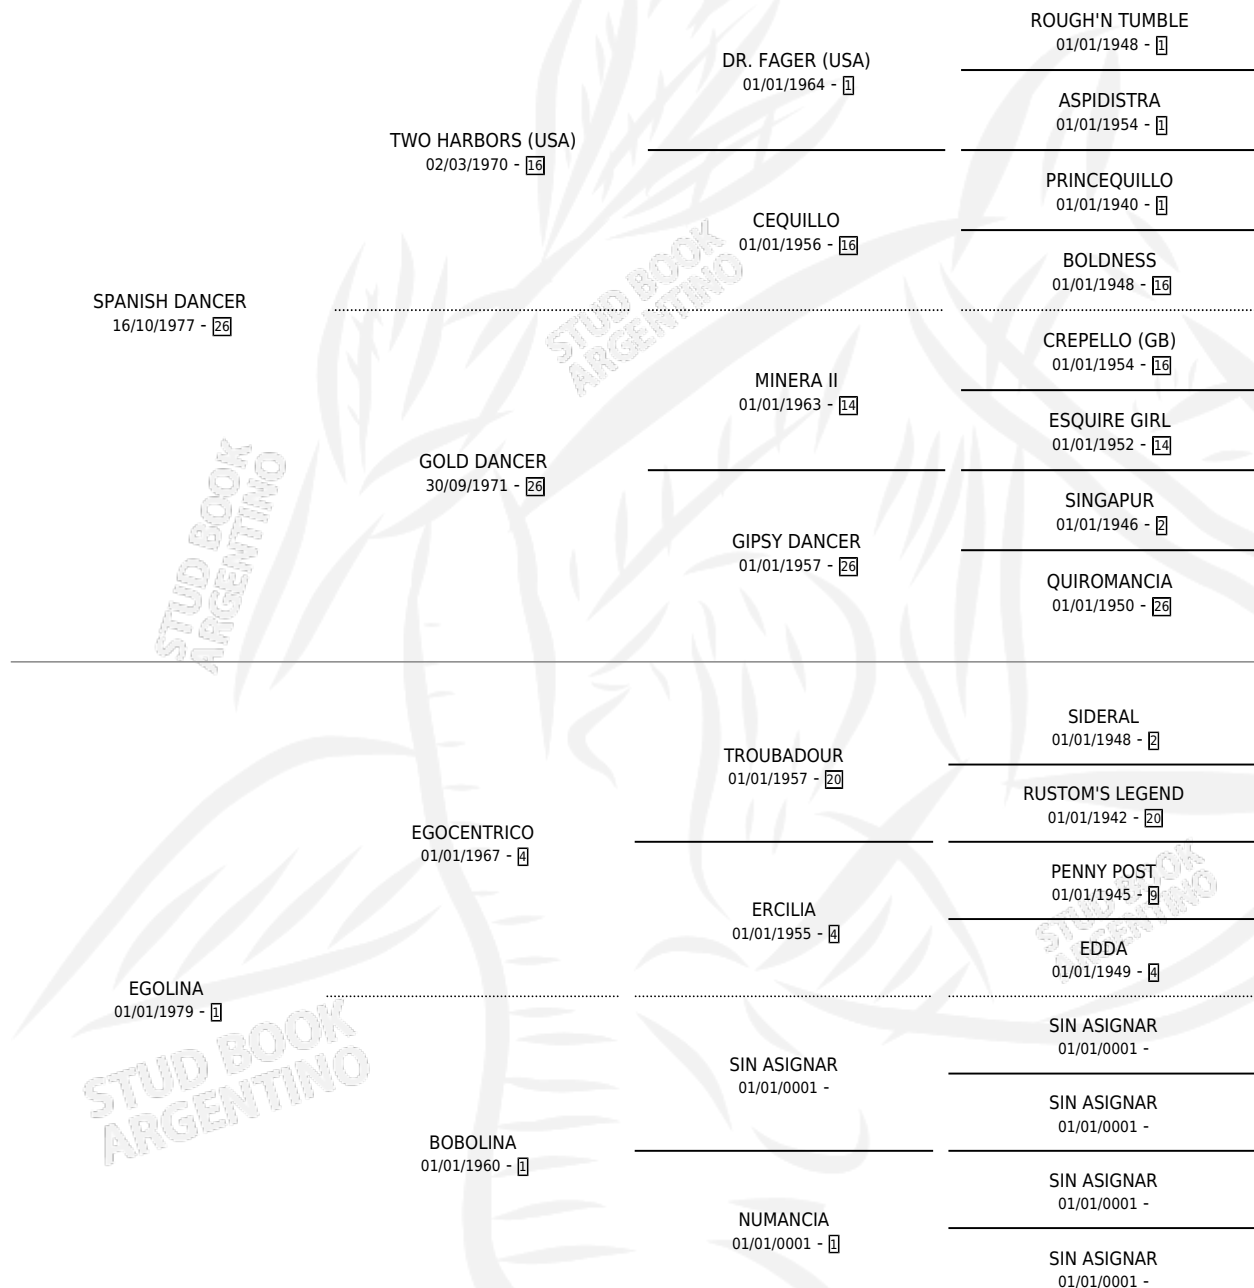 ROUGH'N TUMBLE
01/01/1948 - 1
DR. FAGER (USA)
01/01/1964 - 1
ASPIDISTRA
01/01/1954 - 1
TWO HARBORS (USA)
02/03/1970 - 16
PRINCEQUILLO
01/01/1940 - 1
CEQUILLO
01/01/1956 - 16
BOLDNESS
01/01/1948 - 16
SPANISH DANCER
16/10/1977 - 26
STUD BOOK
ARGENTINO
CREPELLO (GB)
01/01/1954 - 16
MINERA II
01/01/1963 - 14
ESQUIRE GIRL
01/01/1952 - 14
GOLD DANCER
30/09/1971 - 26
SINGAPUR
01/01/1946 - 2
GIPSY DANCER
01/01/1957 - 26
QUIROMANCIA
01/01/1950 - 26
STUD BOOK
ARGENTINO
SIDERAL
01/01/1948 - 2
TROUBADOUR
01/01/1957 - 20
RUSTOM'S LEGEND
01/01/1942 - 20
EGOCENTRICO
01/01/1967 - 4
PENNY POST
01/01/1945 - 9
ERCILIA
01/01/1955 - 4
STUD BOOK
ARGENTINO
EDDA
01/01/1949 - 4
EGOLINA
01/01/1979 - 1
SIN ASIGNAR
01/01/0001 -
SIN ASIGNAR
01/01/0001 -
STUD BOOK
ARGENTINO
SIN ASIGNAR
01/01/0001 -
BOBOLINA
01/01/1960 - 1
SIN ASIGNAR
01/01/0001 -
NUMANCIA
01/01/0001 - 1
SIN ASIGNAR
01/01/0001 -